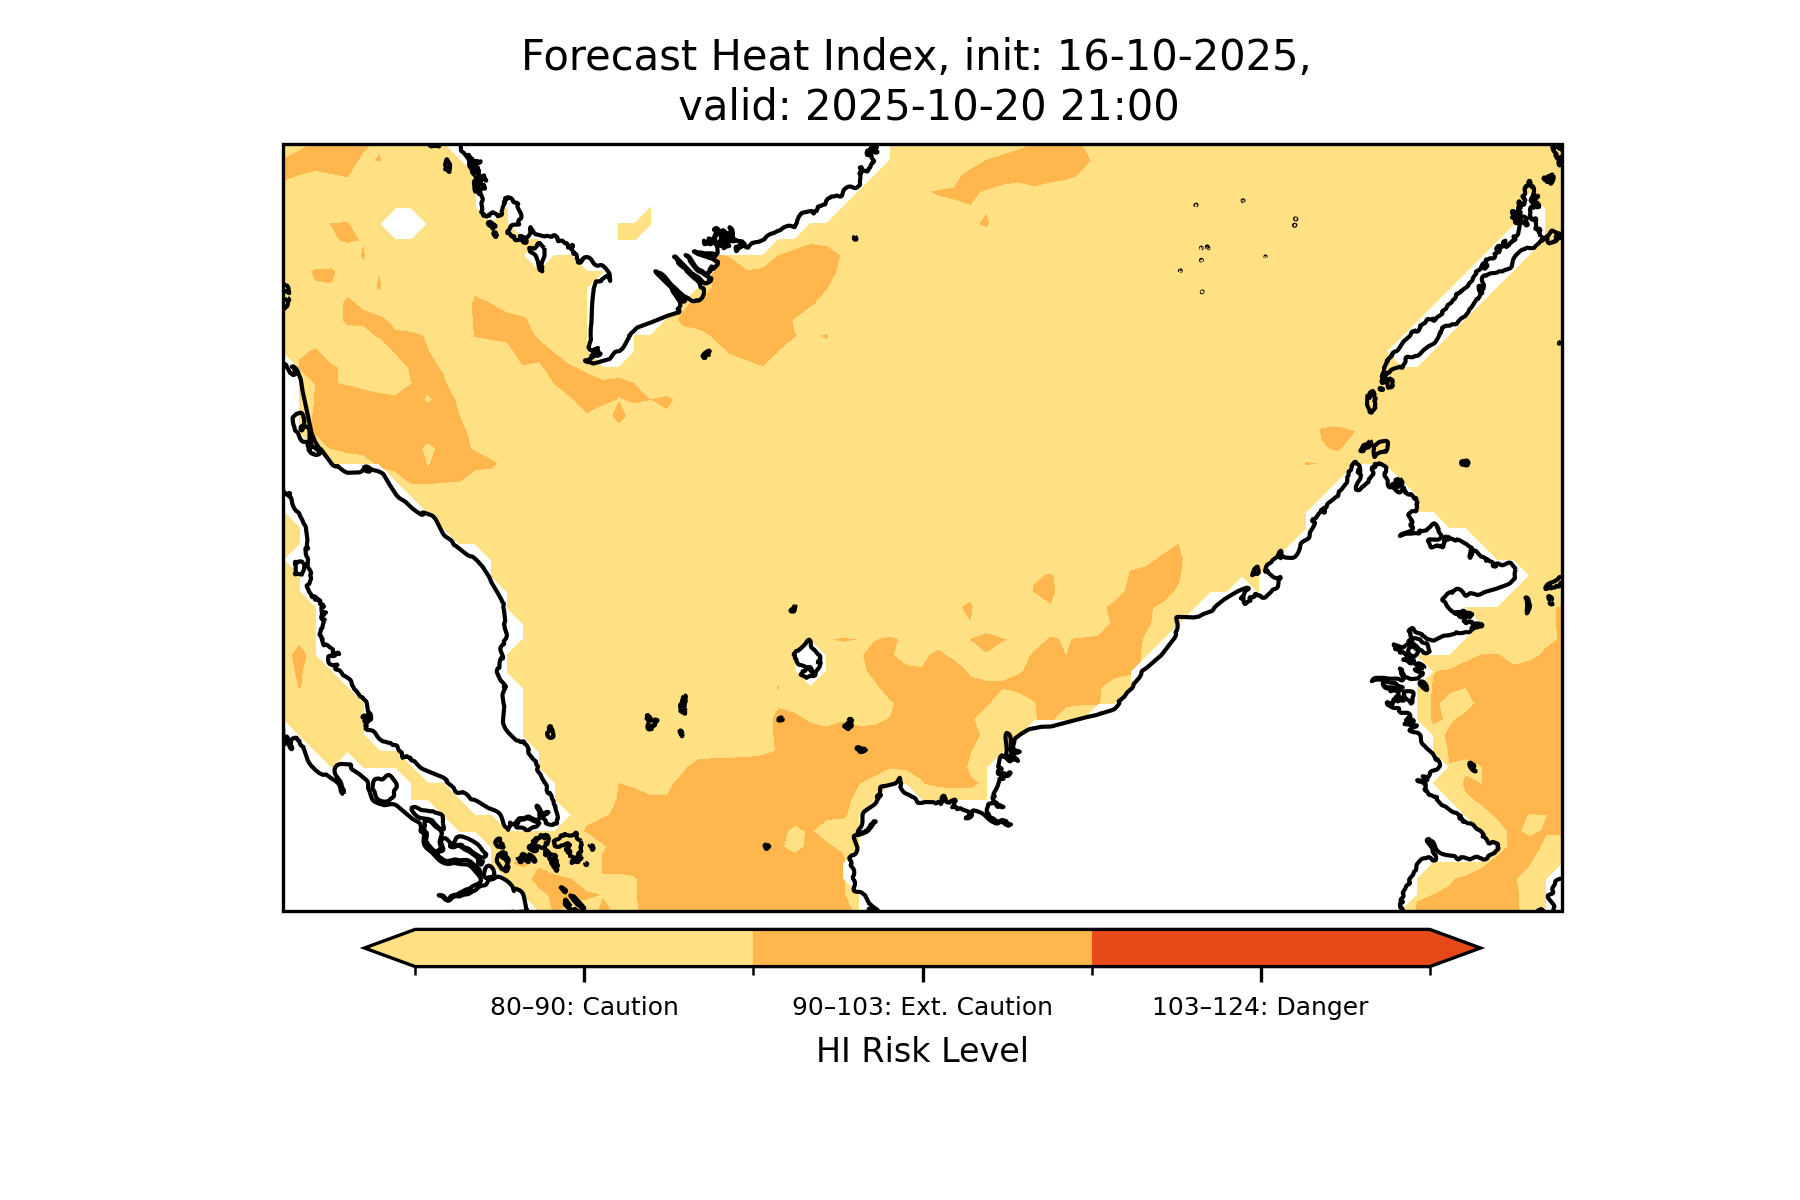 Forecast Heat Index, init: 16-10-2025,
valid: 2025-10-20 21:00
80–90: Caution
90–103: Ext. Caution
103–124: Danger
HI Risk Level